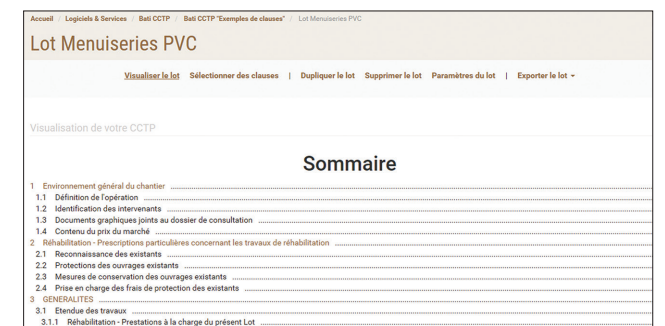 Accueil / Logiciels & Services / Bati CCTP / Bati CCTP "Exemples de clauses" / Lot Menuiseries PVC
Lot Menuiseries PVC
Visualiser le lot Sélectionner des clauses | Dupliquer le lot Supprimer le lot Paramètres du lot | Exporter le lot
Visualisation de votre CCTP
Sommaire
1 Environnement général du chantier
1.1 Définition de l'opération
1.2 Identification des intervenants
1.3 Documents graphiques joints au dossier de consultation
1.4 Contenu du prix du marché
2 Réhabilitation - Prescriptions particulières concernant les travaux de réhabilitation
2.1 Reconnaissance des existants
2.2 Protections des ouvrages existants
2.3 Mesures de conservation des ouvrages existants
2.4 Prise en charge des frais de protection des existants
3 GENERALITES
3.1 Etendue des travaux
3.1.1 Réhabilitation - Prestations à la charge du présent Lot